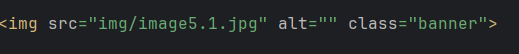 <img src="img/image5.1.jpg" alt="" class="banner">